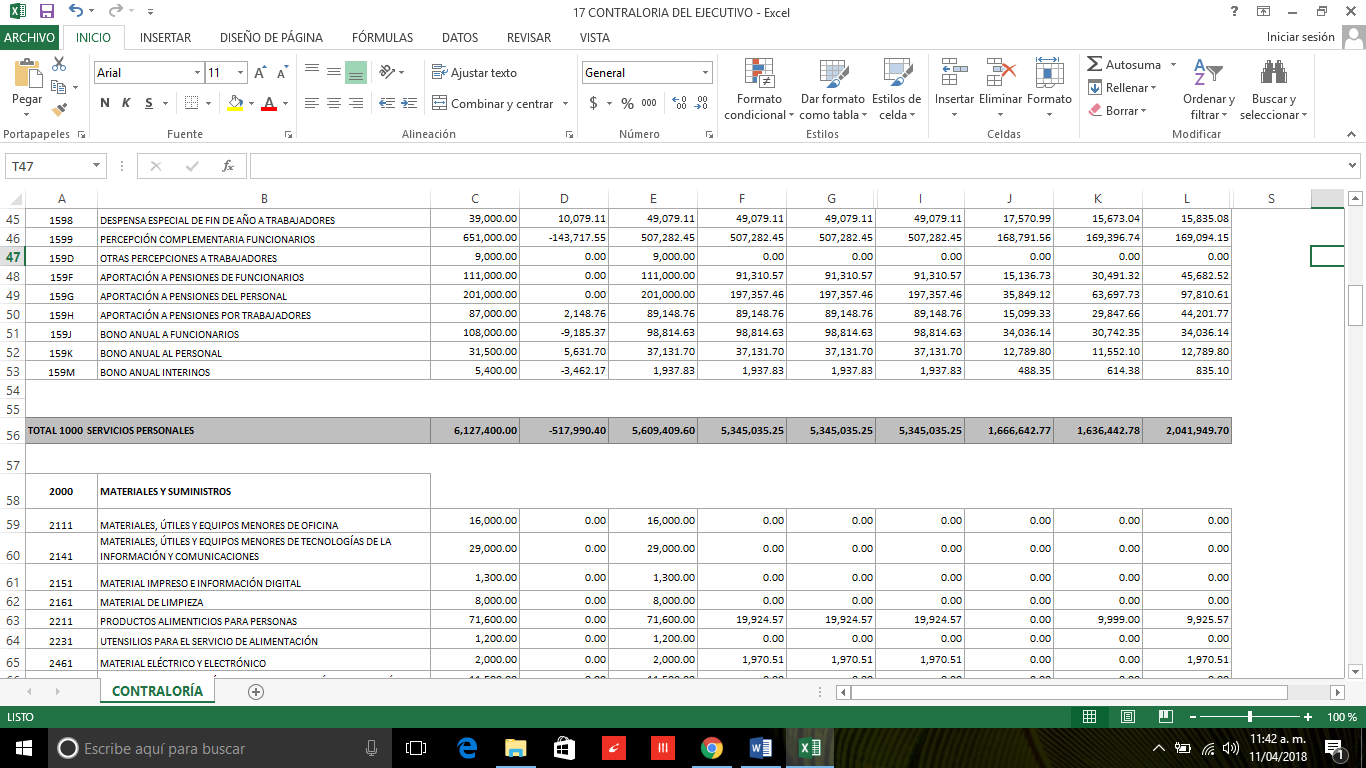 17 CONTRALORIA DEL EJECUTIVO - Excel
ARCHIVO INICIO INSERTAR DISEÑO DE PÁGINA FÓRMULAS DATOS REVISAR VISTA Iniciar sesión
Pegar
Arial 11
N K S
Ajustar texto
Combinar y centrar
General
$ % 000
Formato condicional
Dar formato como tabla
Estilos de celda
Insertar Eliminar Formato
Autosuma
Rellenar
Borrar
Ordenar y filtrar
Buscar y seleccionar
Portapapeles Fuente Alineación Número Estilos Celdas Modificar
T47 fx
A B C D E F G I J K L S
45 1598 DESPENSA ESPECIAL DE FIN DE AÑO A TRABAJADORES 39,000.00 10,079.11 49,079.11 49,079.11 49,079.11 49,079.11 17,570.99 15,673.04 15,835.08
46 1599 PERCEPCIÓN COMPLEMENTARIA FUNCIONARIOS 651,000.00 -143,717.55 507,282.45 507,282.45 507,282.45 507,282.45 168,791.56 169,396.74 169,094.15
47 159D OTRAS PERCEPCIONES A TRABAJADORES 9,000.00 0.00 9,000.00 0.00 0.00 0.00 0.00 0.00 0.00
48 159F APORTACIÓN A PENSIONES DE FUNCIONARIOS 111,000.00 0.00 111,000.00 91,310.57 91,310.57 91,310.57 15,136.73 30,491.32 45,682.52
49 159G APORTACIÓN A PENSIONES DEL PERSONAL 201,000.00 0.00 201,000.00 197,357.46 197,357.46 197,357.46 35,849.12 63,697.73 97,810.61
50 159H APORTACIÓN A PENSIONES POR TRABAJADORES 87,000.00 2,148.76 89,148.76 89,148.76 89,148.76 89,148.76 15,099.33 29,847.66 44,201.77
51 159J BONO ANUAL A FUNCIONARIOS 108,000.00 -9,185.37 98,814.63 98,814.63 98,814.63 98,814.63 34,036.14 30,742.35 34,036.14
52 159K BONO ANUAL AL PERSONAL 31,500.00 5,631.70 37,131.70 37,131.70 37,131.70 37,131.70 12,789.80 11,552.10 12,789.80
53 159M BONO ANUAL INTERINOS 5,400.00 -3,462.17 1,937.83 1,937.83 1,937.83 1,937.83 488.35 614.38 835.10
54
55
56 TOTAL 1000 SERVICIOS PERSONALES 6,127,400.00 -517,990.40 5,609,409.60 5,345,035.25 5,345,035.25 5,345,035.25 1,666,642.77 1,636,442.78 2,041,949.70
57
58 2000 MATERIALES Y SUMINISTROS
59 2111 MATERIALES, ÚTILES Y EQUIPOS MENORES DE OFICINA 16,000.00 0.00 16,000.00 0.00 0.00 0.00 0.00 0.00 0.00
MATERIALES, ÚTILES Y EQUIPOS MENORES DE TECNOLOGÍAS DE LA
60 2141 INFORMACIÓN Y COMUNICACIONES 29,000.00 0.00 29,000.00 0.00 0.00 0.00 0.00 0.00 0.00
61 2151 MATERIAL IMPRESO E INFORMACIÓN DIGITAL 1,300.00 0.00 1,300.00 0.00 0.00 0.00 0.00 0.00 0.00
62 2161 MATERIAL DE LIMPIEZA 8,000.00 0.00 8,000.00 0.00 0.00 0.00 0.00 0.00 0.00
63 2211 PRODUCTOS ALIMENTICIOS PARA PERSONAS 71,600.00 0.00 71,600.00 19,924.57 19,924.57 19,924.57 0.00 9,999.00 9,925.57
64 2231 UTENSILIOS PARA EL SERVICIO DE ALIMENTACIÓN 1,200.00 0.00 1,200.00 0.00 0.00 0.00 0.00 0.00 0.00
65 2461 MATERIAL ELÉCTRICO Y ELECTRÓNICO 2,000.00 0.00 2,000.00 1,970.51 1,970.51 1,970.51 0.00 0.00 1,970.51
CONTRALORÍA
LISTO 100 %
Escribe aquí para buscar
11:42 a. m.
11/04/2018
1